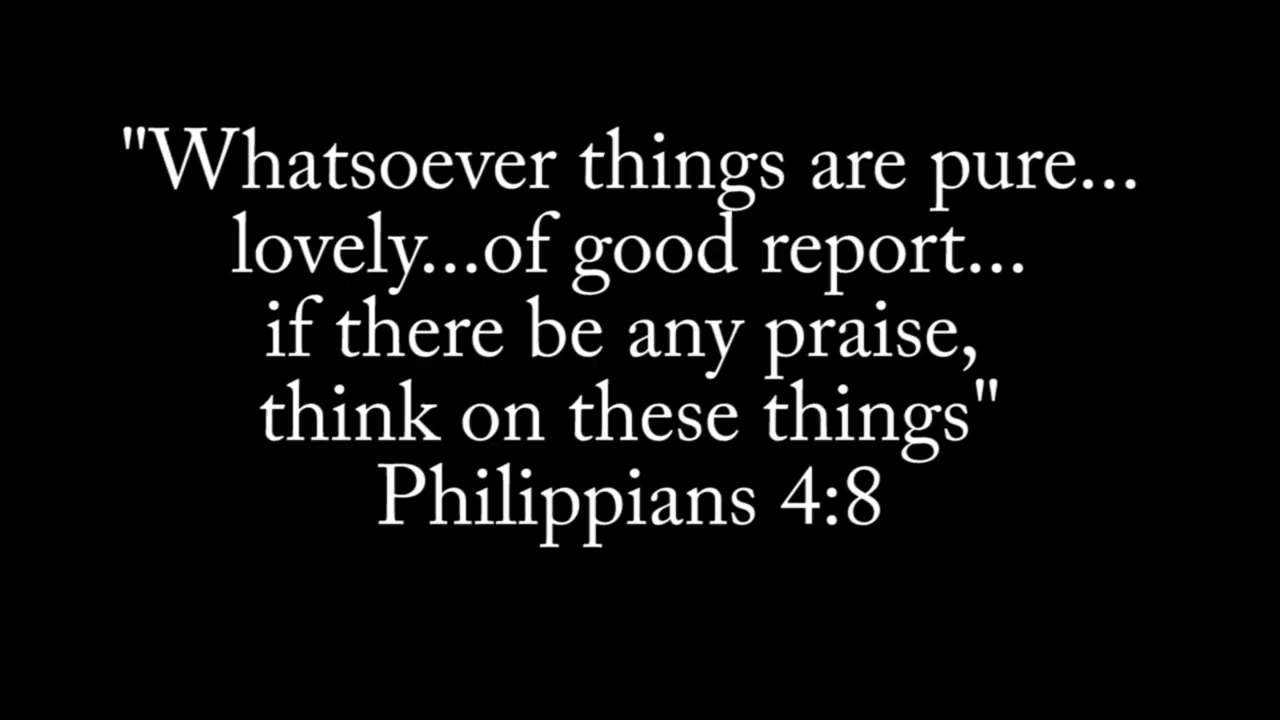 "Whatsoever things are pure...
lovely...of good report...
if there be any praise,
think on these things"
Philippians 4:8